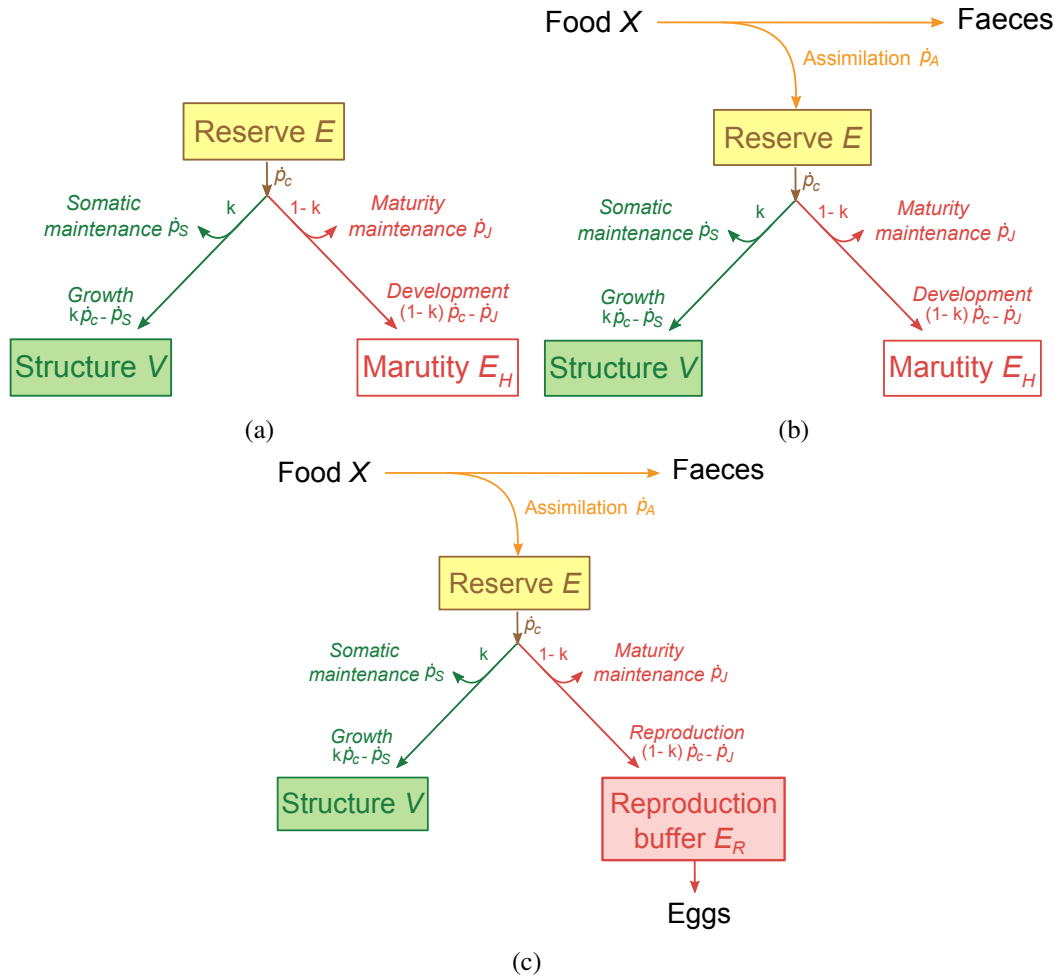 Reserve E
ṗc
k
1- k
Somatic
maintenance ṗS
Maturity
maintenance ṗJ
Growth
kṗc - ṗS
Development
(1- k) ṗc - ṗJ
Structure V
Marutity EH
(a)
Food X
Faeces
Assimilation ṗA
Reserve E
ṗc
k
1- k
Somatic
maintenance ṗS
Maturity
maintenance ṗJ
Growth
kṗc - ṗS
Development
(1- k) ṗc - ṗJ
Structure V
Marutity EH
(b)
Food X
Faeces
Assimilation ṗA
Reserve E
ṗc
k
1- k
Somatic
maintenance ṗS
Maturity
maintenance ṗJ
Growth
kṗc - ṗS
Reproduction
(1- k) ṗc - ṗJ
Structure V
Reproduction
buffer ER
Eggs
(c)